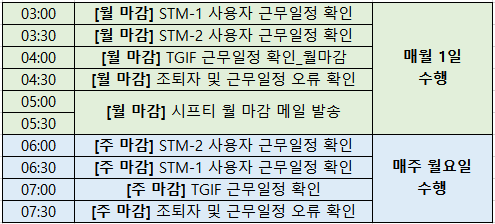 03:00 [월 마감] STM-1 사용자 근무일정 확인
03:30 [월 마감] STM-2 사용자 근무일정 확인
04:00 [월 마감] TGIF 근무일정 확인_월마감
04:30 [월 마감] 조퇴자 및 근무일정 오류 확인
05:00
[월 마감] 시프티 월 마감 메일 발송
05:30
매월 1일
수행
06:00 [주 마감] STM-2 사용자 근무일정 확인
06:30 [주 마감] STM-1 사용자 근무일정 확인
07:00 [주 마감] TGIF 근무일정 확인
07:30 [주 마감] 조퇴자 및 근무일정 오류 확인
매주 월요일
수행